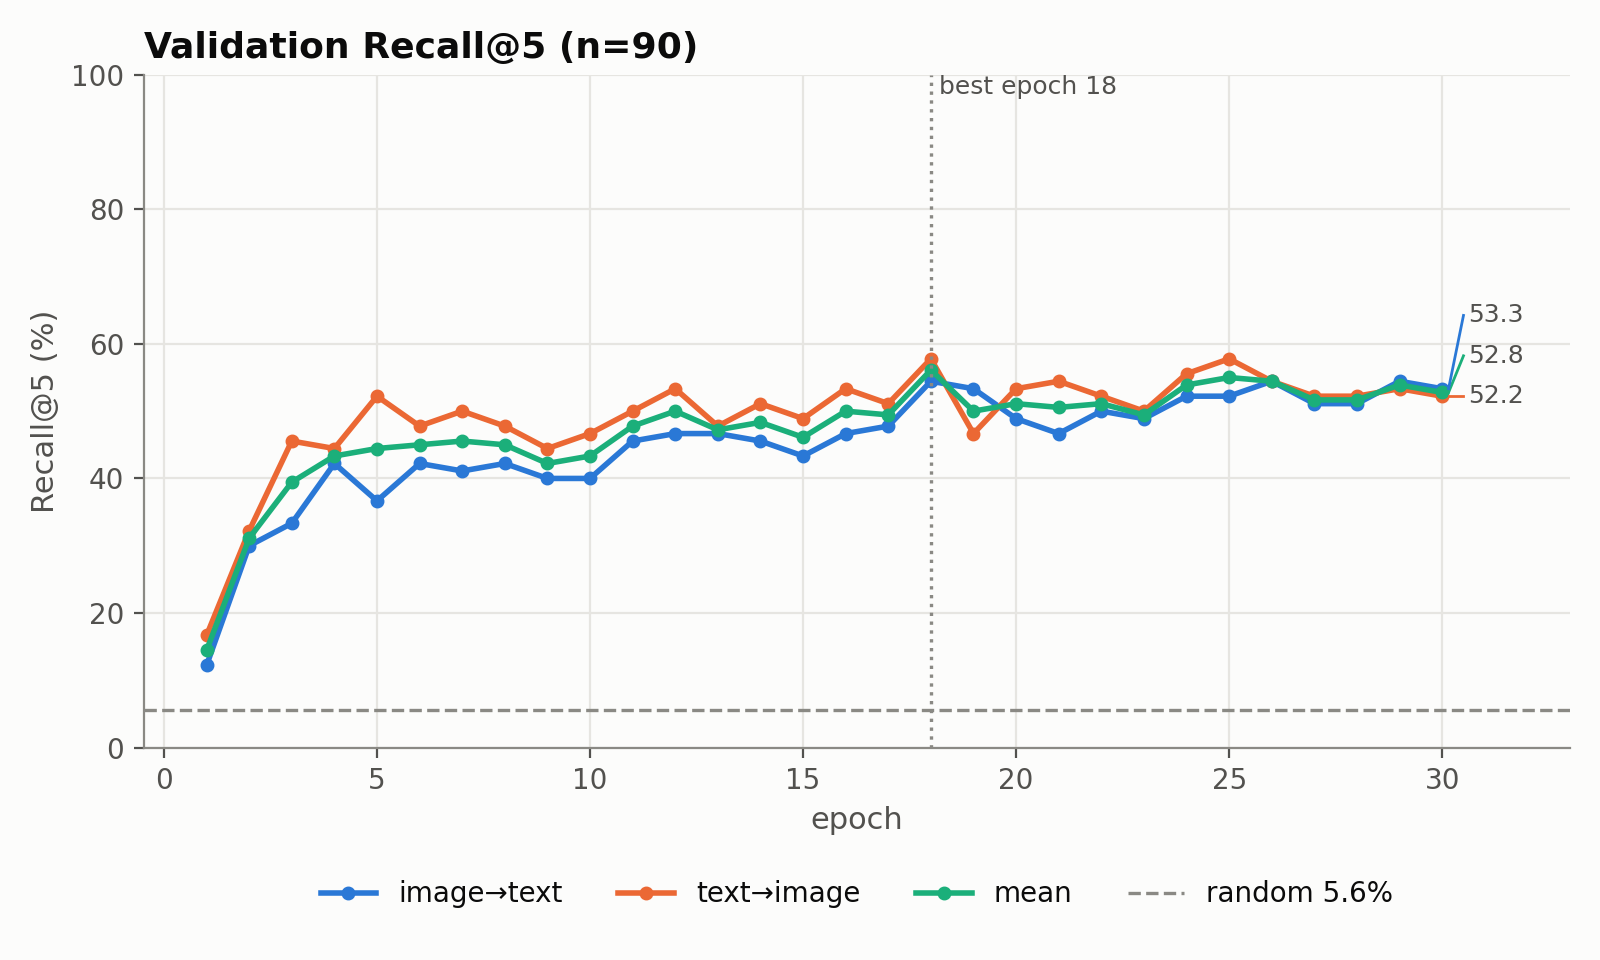 Validation Recall@5 (n=90)
100
best epoch 18
80
60
40
20
0
Recall@5 (%)
53.3
52.8
52.2
0 5 10 15 20 25 30
epoch
image→text text→image mean random 5.6%